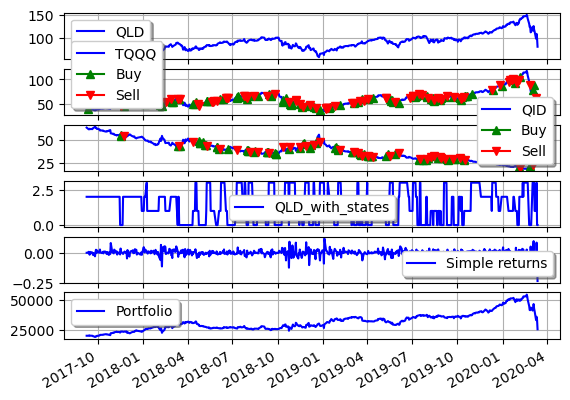 150
100
QLD
TQQQ
Buy
Sell
100
50
QID
Buy
Sell
50
25
2.5
0.0
QLD_with_states
0.00
−0.25
Simple returns
50000
25000
Portfolio
2017-10
2018-01
2018-04
2018-07
2018-10
2019-01
2019-04
2019-07
2019-10
2020-01
2020-04